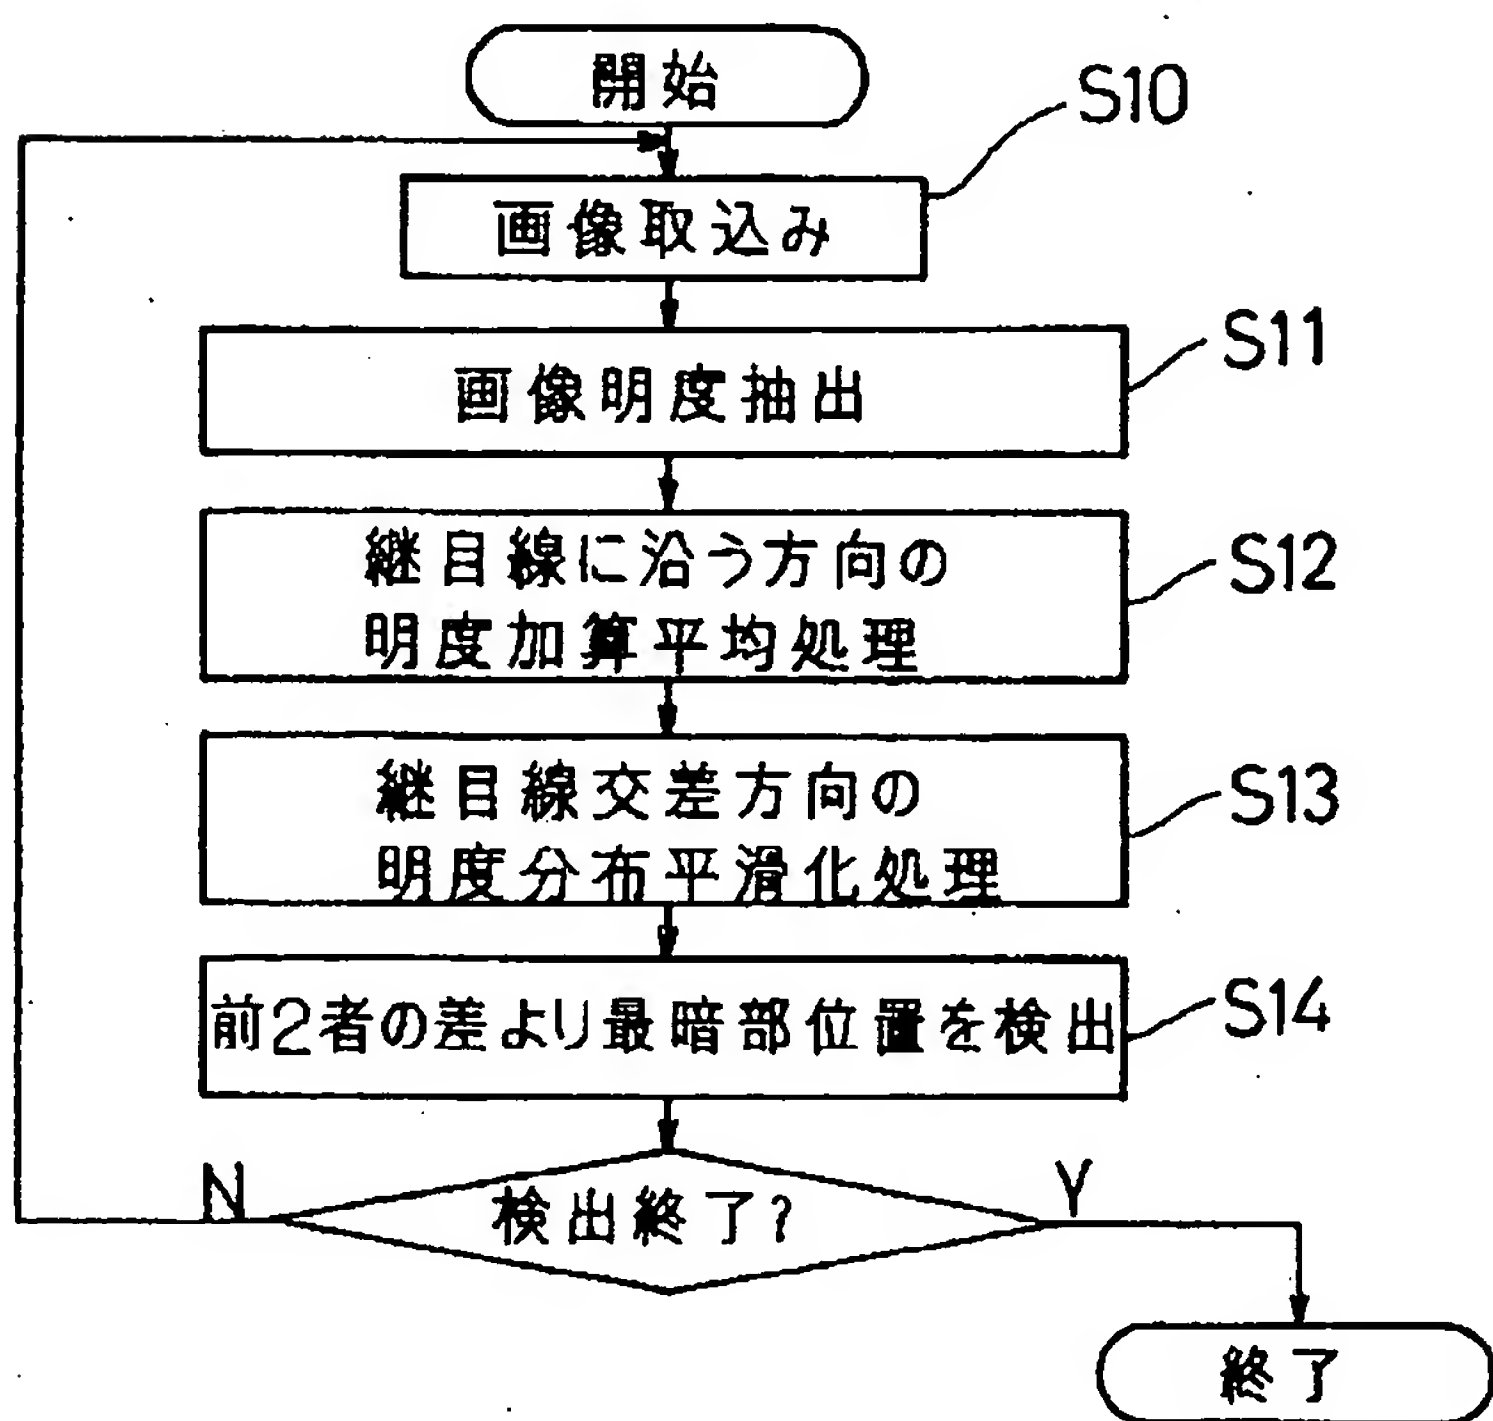 開始
S10
画像取込み
S11
画像明度抽出
S12
継目線に沿う方向の
明度加算平均処理
S13
継目線交差方向の
明度分布平滑化処理
S14
前2者の差より最暗部位置を検出
N
検出終了?
Y
終了